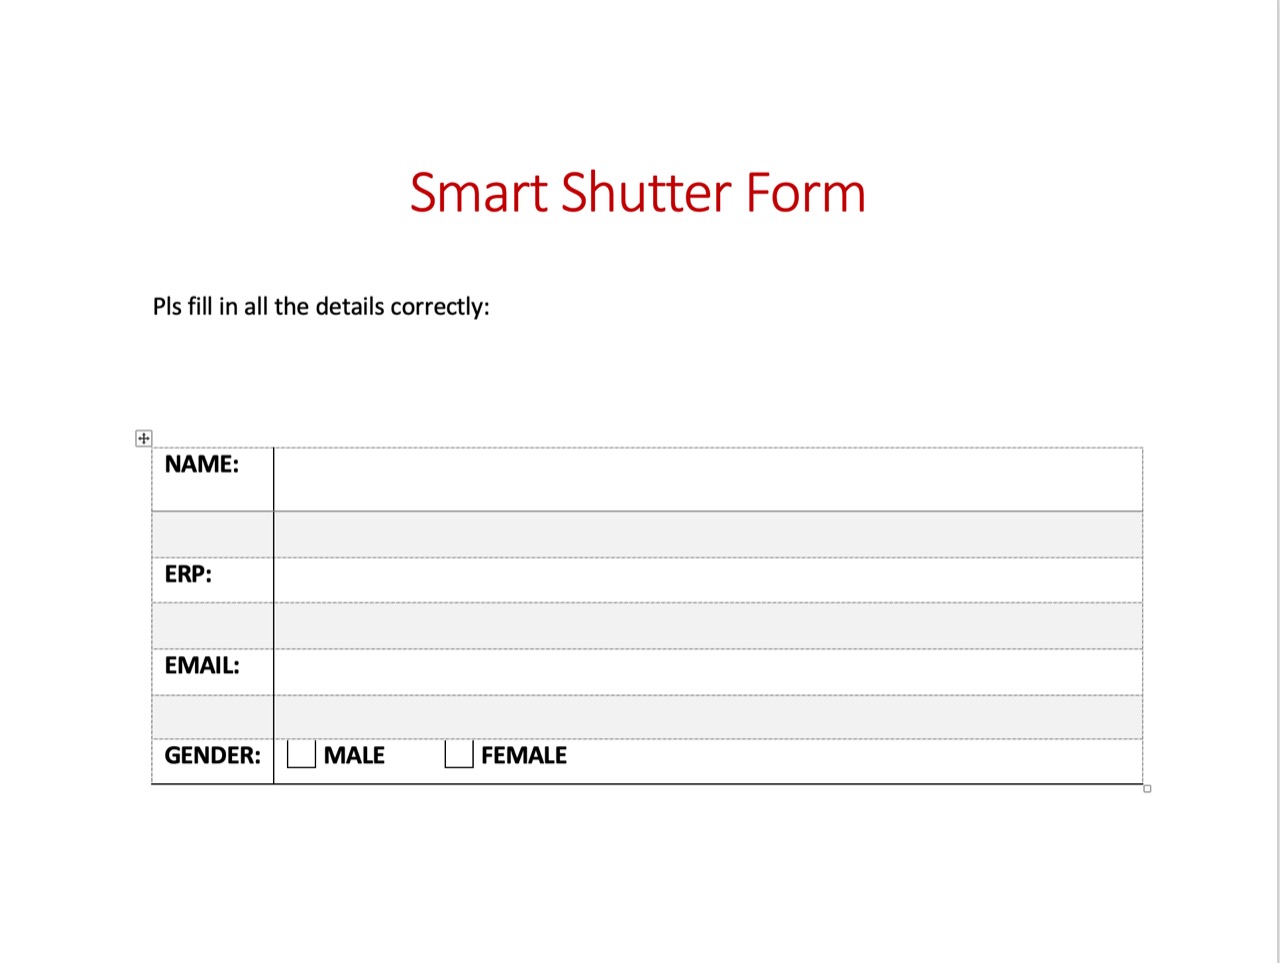 Smart Shutter Form
Pls fill in all the details correctly:
NAME:
ERP:
EMAIL:
GENDER: MALE FEMALE